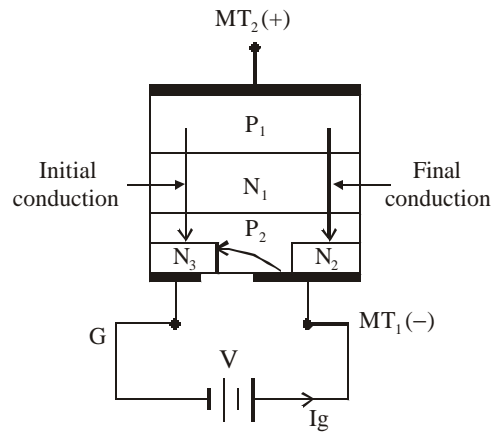 MT₂(+)
P₁
Initial
conduction
Final
conduction
N₁
P₂
N₃
N₂
MT₁(−)
G
V
Ig